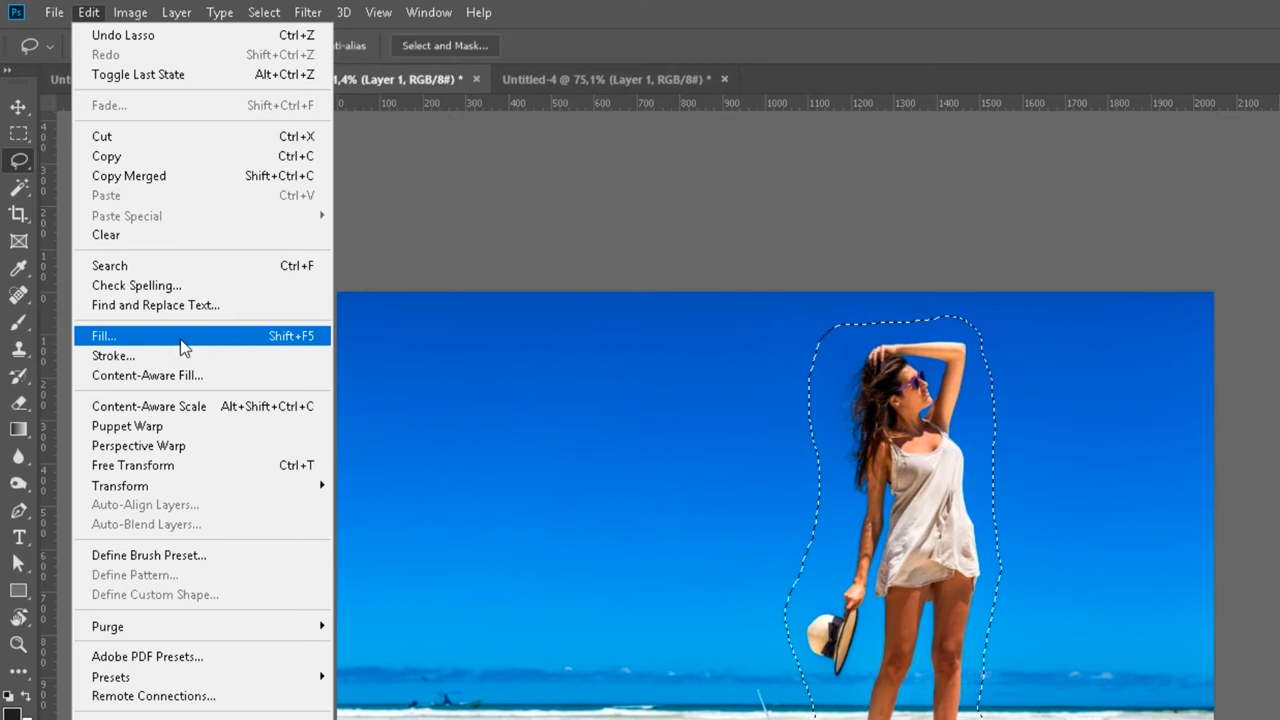 Ps File Edit Image Layer Type Select Filter 3D View Window Help
Select and Mask...
1,4% (Layer 1, RGB/8#) * × Untitled-4 @ 75,1% (Layer 1, RGB/8#) * ×
0 100 200 300 400 500 600 700 800 900 1000 1100 1200 1300 1400 1500 1600 1700 1800 1900 2000 2100
Undo Lasso Ctrl+Z
Redo Shift+Ctrl+Z
Toggle Last State Alt+Ctrl+Z
Fade... Shift+Ctrl+F
Cut Ctrl+X
Copy Ctrl+C
Copy Merged Shift+Ctrl+C
Paste Ctrl+V
Paste Special
Clear
Search Ctrl+F
Check Spelling...
Find and Replace Text...
Fill... Shift+F5
Stroke...
Content-Aware Fill...
Content-Aware Scale Alt+Shift+Ctrl+C
Puppet Warp
Perspective Warp
Free Transform Ctrl+T
Transform
Auto-Align Layers...
Auto-Blend Layers...
Define Brush Preset...
Define Pattern...
Define Custom Shape...
Purge
Adobe PDF Presets...
Presets
Remote Connections...